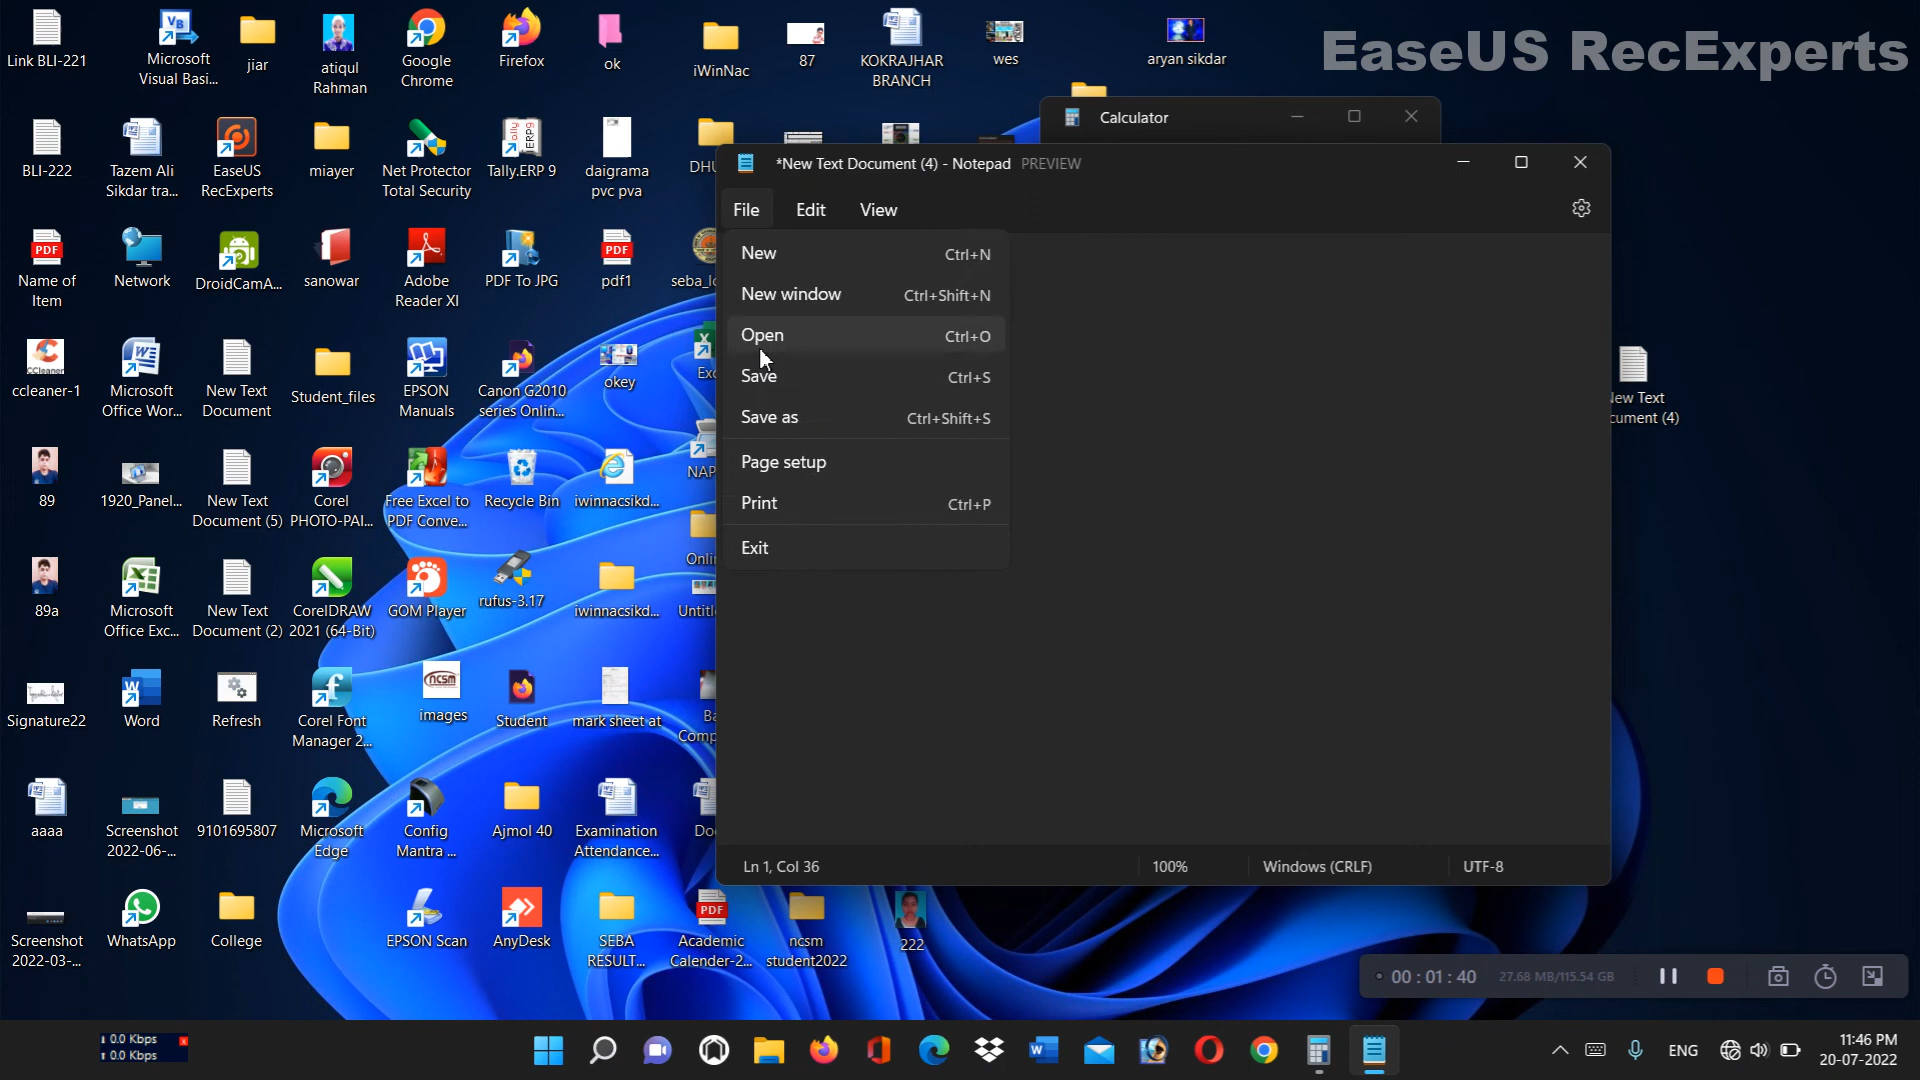 Link BLI-221
Microsoft
Visual Basi...
jiar
atiqul
Rahman
Google
Chrome
Firefox
ok
iWinNac
87
KOKRAJHAR
BRANCH
wes
aryan sikdar
EaseUS RecExperts
BLI-222
Tazem Ali
Sikdar tra...
EaseUS
RecExperts
miayer
Net Protector
Total Security
Tally.ERP 9
daigrama
pvc pva
Calculator
*New Text Document (4) - Notepad PREVIEW
File Edit View
New Ctrl+N
New window Ctrl+Shift+N
Open Ctrl+O
Save Ctrl+S
Save as Ctrl+Shift+S
Page setup
Print Ctrl+P
Exit
Name of
Item
Network
DroidCamA...
sanowar
Adobe
Reader XI
PDF To JPG
pdf1
ccleaner-1
Microsoft
Office Wor...
New Text
Document
Student_files
EPSON
Manuals
Canon G2010
series Onlin...
okey
89
1920_Panel...
New Text
Document (5)
Corel
PHOTO-PAI...
Free Excel to
PDF Conve...
Recycle Bin
iwinnacsikd...
89a
Microsoft
Office Exc...
New Text
Document (2)
CorelDRAW
2021 (64-Bit)
GOM Player
rufus-3.17
iwinnacsikd...
Signature22
Word
Refresh
Corel Font
Manager 2...
images
Student
mark sheet at
aaaa
Screenshot
2022-06-...
9101695807
Microsoft
Edge
Config
Mantra ...
Ajmol 40
Examination
Attendance...
Ln 1, Col 36 100% Windows (CRLF) UTF-8
Screenshot
2022-03-...
WhatsApp
College
EPSON Scan
AnyDesk
SEBA
RESULT...
Academic
Calender-2...
ncsm
student2022
222
00 : 01 : 40 27.68 MB/115.54 GB
0.0 Kbps
0.0 Kbps
ENG
11:46 PM
20-07-2022